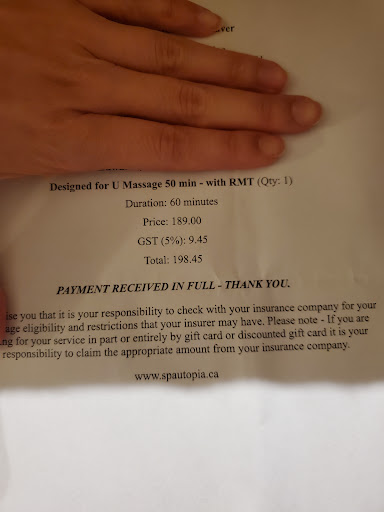 ver
Designed for U Massage 50 min - with RMT (Qty: 1)
Duration: 60 minutes
Price: 189.00
GST (5%): 9.45
Total: 198.45
PAYMENT RECEIVED IN FULL - THANK YOU.
ise you that it is your responsibility to check with your insurance company for your
age eligibility and restrictions that your insurer may have. Please note - If you are
ng for your service in part or entirely by gift card or discounted gift card it is your
responsibility to claim the appropriate amount from your insurance company.
www.spautopia.ca